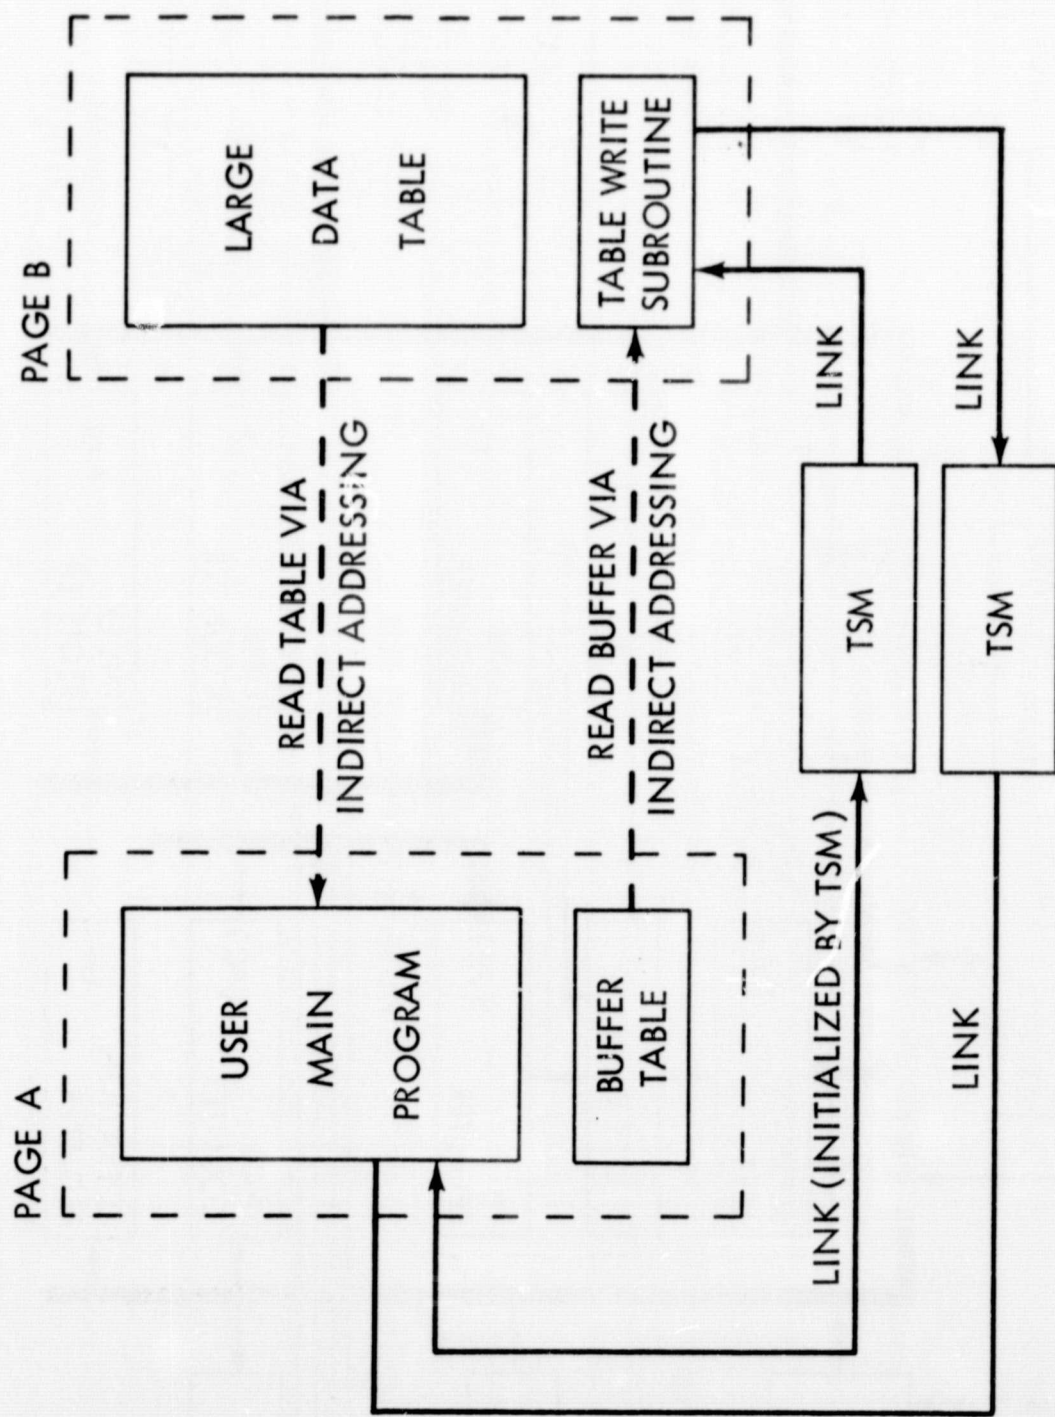 PAGE A
USER
MAIN
PROGRAM
BUFFER
TABLE
READ TABLE VIA
INDIRECT ADDRESSING
READ BUFFER VIA
INDIRECT ADDRESSING
PAGE B
LARGE
DATA
TABLE
TABLE WRITE
SUBROUTINE
LINK (INITIALIZED BY TSM)
TSM
LINK
LINK
TSM
LINK